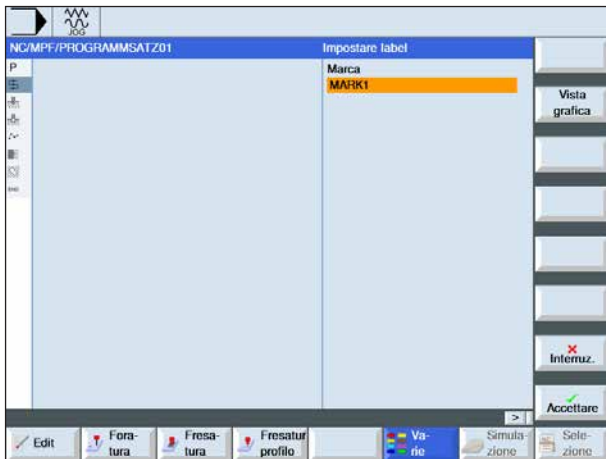 JOG
NC/MPF/PROGRAMMSATZ01
Impostare label
P
Marca
MARK1
END
Vista
grafica
Interruz.
Accettare
>
Edit
Fora-
tura
Fresa-
tura
Fresatur
profilo
Va-
rie
Simula-
zione
Sele-
zione